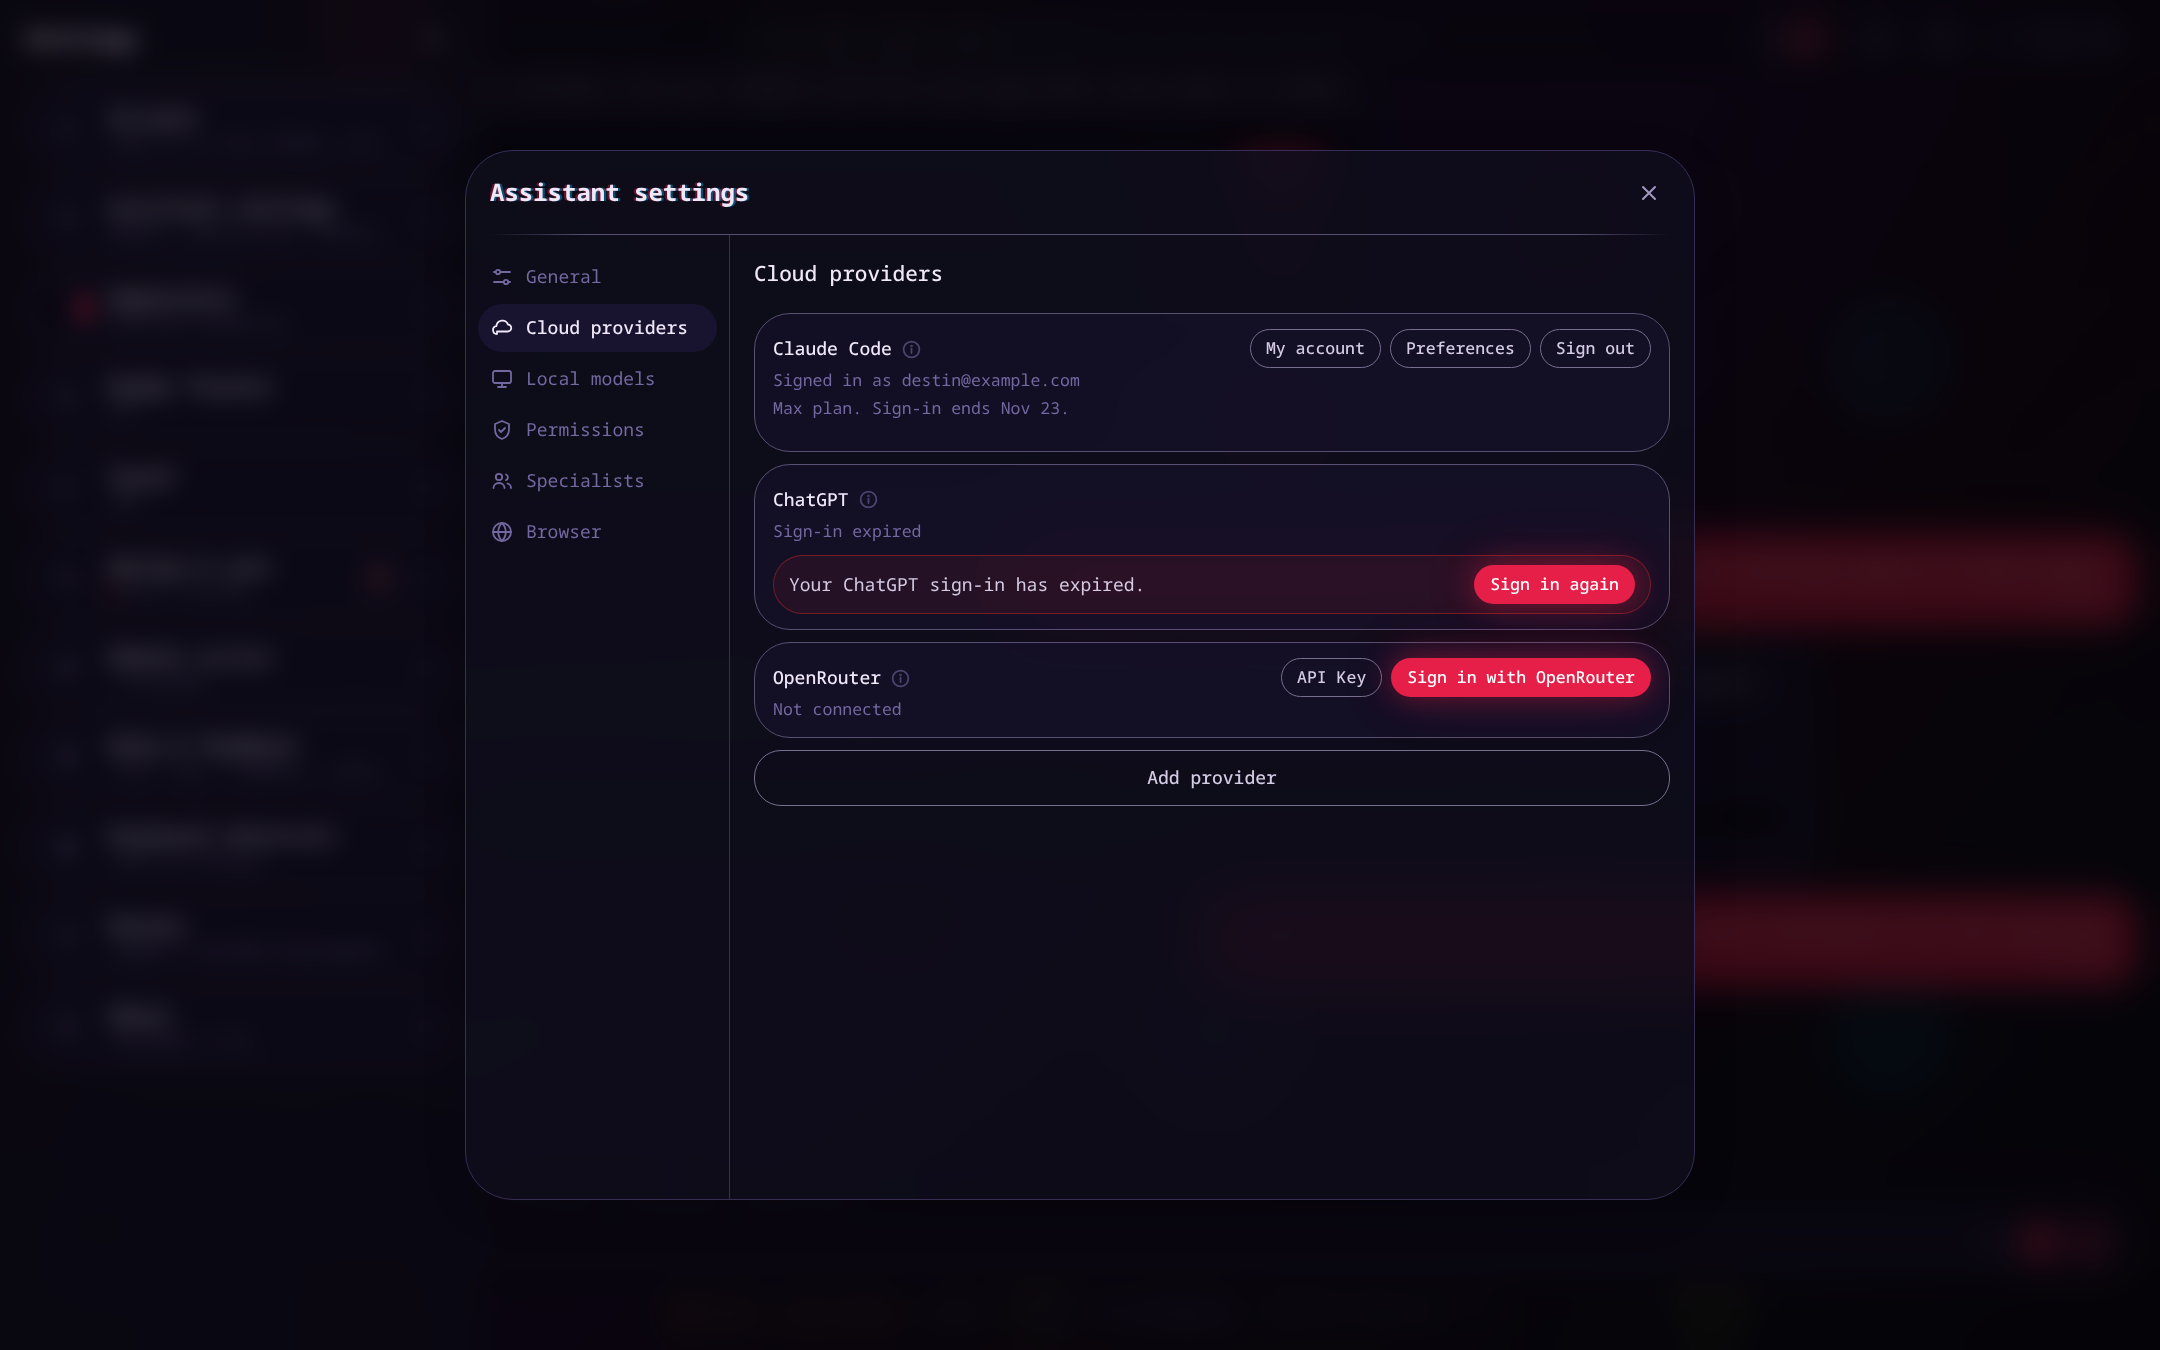 Assistant settings
General
Cloud providers
Local models
Permissions
Specialists
Browser
Cloud providers
Claude Code
My account
Preferences
Sign out
Signed in as destin@example.com
Max plan. Sign-in ends Nov 23.
ChatGPT
Sign-in expired
Your ChatGPT sign-in has expired.
Sign in again
OpenRouter
API Key
Sign in with OpenRouter
Not connected
Add provider